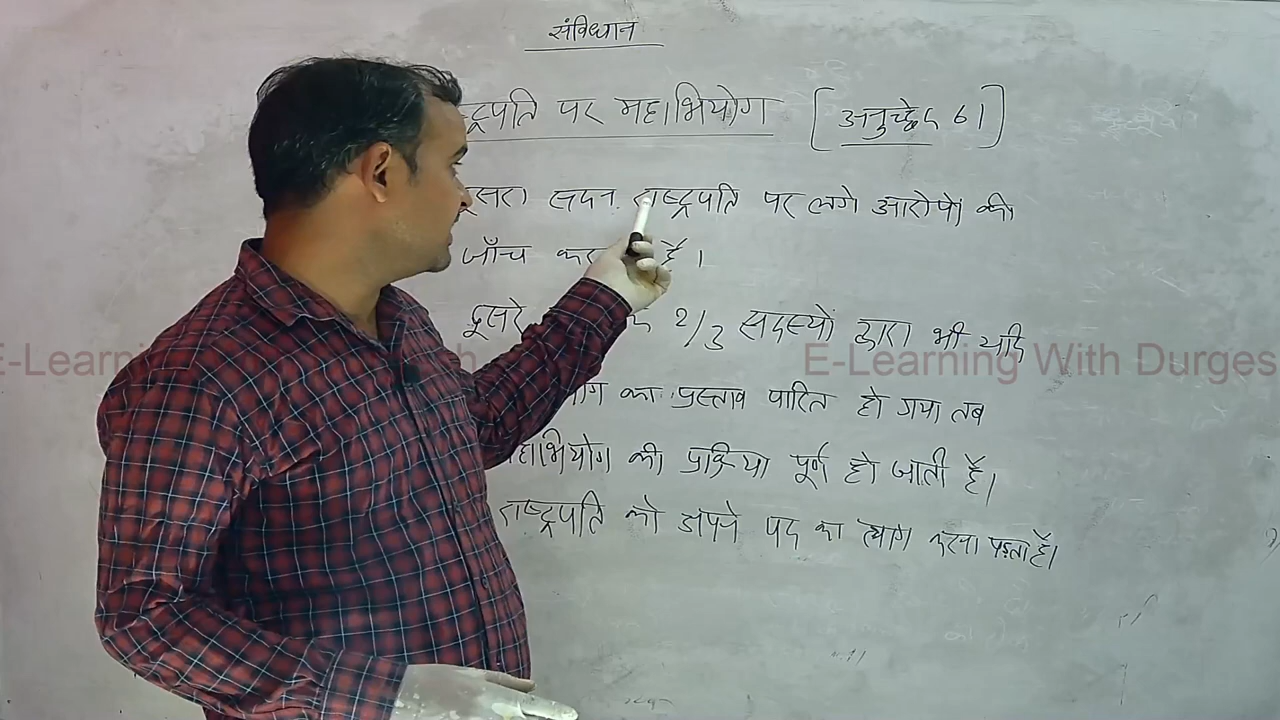 संविधान
पर महाभियोग [अनुच्छेद 61]
सदन राष्ट्रपति पर लगे आरोपों की
जाँच है।
दूसरे 2/3 सदस्यों द्वारा भी यदि
E-Learning With Durges
का प्रस्ताव पारित हो गया तब
महाभियोग की प्रक्रिया पूर्ण हो जाती है।
राष्ट्रपति को अपने पद का त्याग करना पड़ता है।